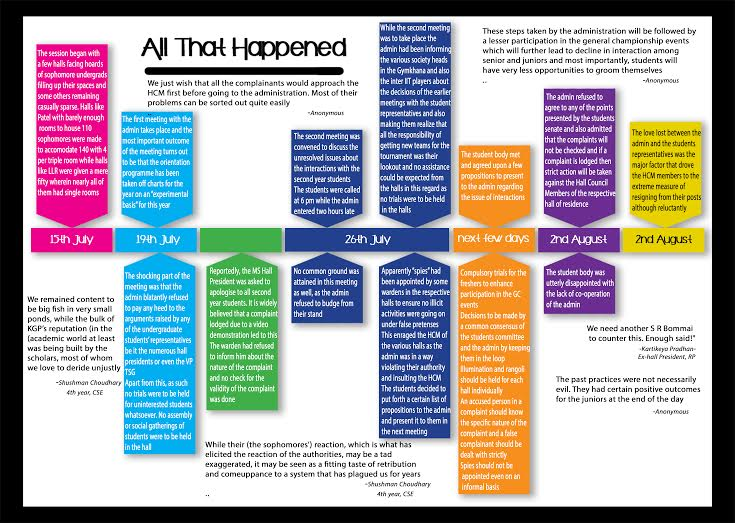 All That Happened
We just wish that all the complainants would approach the
HCM first before going to the administration. Most of their
problems can be sorted out quite easily
~Anonymous
These steps taken by the administration will be followed by
a lesser participation in the general championship events
which will further lead to decline in interaction among
senior and juniors and most importantly, students will
have very less opportunities to groom themselves
..
~Anonymous
The session began with
a few halls facing hoards
of sophomore undergrads
filling up their spaces and
some others remaining
casually sparse. Halls like
Patel with barely enough
rooms to house 110
sophomores were made
to accomodate 140 with 4
per triple room while halls
like LLR were given a mere
fifty wherein nearly all of
them had single rooms
The first meeting with the
admin takes place and the
most important outcome
of the meeting turns out
to be that the orientation
programme has been
taken off charts for the
year on an "experimental
basis" for this year
The second meeting was
convened to discuss the
unresolved issues about
the interactions with the
second year students
The students were called
at 6 pm while the admin
entered two hours late
While the second meeting
was to take place the
admin had been informing
the various society heads
in the Gymkhana and also
the inter IIT players about
the decisions of the earlier
meetings with the student
representatives and also
making them realize that
all the responsibility of
getting new teams for the
tournament was their
lookout and no assistance
could be expected from
the halls in this regard as
no trials were to be held
in the halls
The student body met
and agreed upon a few
propositions to present
to the admin regarding
the issue of interactions
The admin refused to
agree to any of the points
presented by the students
senate and also admitted
that the complaints will
not be checked and if a
complaint is lodged then
strict action will be taken
against the Hall Council
Members of the respective
hall of residence
The love lost between the
admin and the students
representatives was the
major factor that drove
the HCM members to the
extreme measure of
resigning from their posts
although reluctantly
15th July
19th July
26th July
next few days
2nd August
2nd August
We remained content to
be big fish in very small
ponds, while the bulk of
KGP's reputation (in the
(academic world at least
was being built by the
scholars, most of whom
we love to deride unjustly
~Shushman Choudhary
4th year, CSE
The shocking part of the
meeting was that the
admin blatantly refused
to pay any heed to the
arguments raised by any
of the undergraduate
students' representatives
be it the numerous hall
presidents or even the VP
TSG
Apart from this, as such
no trials were to be held
for uninterested students
whatsoever. No assembly
or social gatherings of
students were to be held
in the hall
Reportedly, the MS Hall
President was asked to
apologise to all second
year students. It is widely
believed that a complaint
lodged due to a video
demonstration led to this
The warden had refused
to inform him about the
nature of the complaint
and no check for the
validity of the complaint
was done
No common ground was
attained in this meeting
as well, as the admin
refused to budge from
their stand
Apparently "spies" had
been appointed by some
wardens in the respective
halls to ensure no illicit
activities were going on
under false pretenses
This enraged the HCM of
the various halls as the
admin was in a way
violating their authority
and insulting the HCM
The students decided to
put forth a certain list of
propositions to the admin
and present it to them in
the next meeting
Compulsory trials for the
freshers to enhance
participation in the GC
events
Decisions to be made by
a common consensus of
the students committee
and the admin by keeping
them in the loop
Illumination and rangoli
should be held for each
hall individually
An accused person in a
complaint should know
the specific nature of the
complaint and a false
complainant should be
dealt with strictly
Spies should not be
appointed even on an
informal basis
The student body was
utterly disappointed with
the lack of co-operation
of the admin
We need another S R Bommai
to counter this. Enough said!"
-Kartikeya Pradhan-
Ex-hall President, RP
The past practices were not necessarily
evil. They had certain positive outcomes
for the juniors at the end of the day
~Anonymous
While their (the sophomores') reaction, which is what has
elicited the reaction of the authorities, may be a tad
exaggerated, it may be seen as a fitting taste of retribution
and comeuppance to a system that has plagued us for years
~Shushman Choudhary
4th year, CSE
..